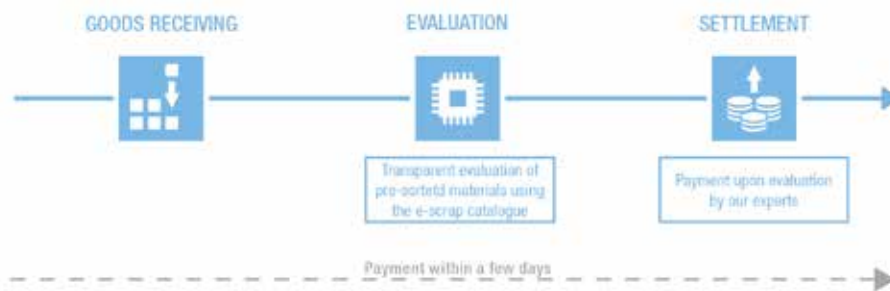 GOODS RECEIVING
EVALUATION
SETTLEMENT
Transparent evaluation of
pre-sortetd materials using
the e-scrap catalogue
Payment upon evaluation
by our experts
Payment within a few days